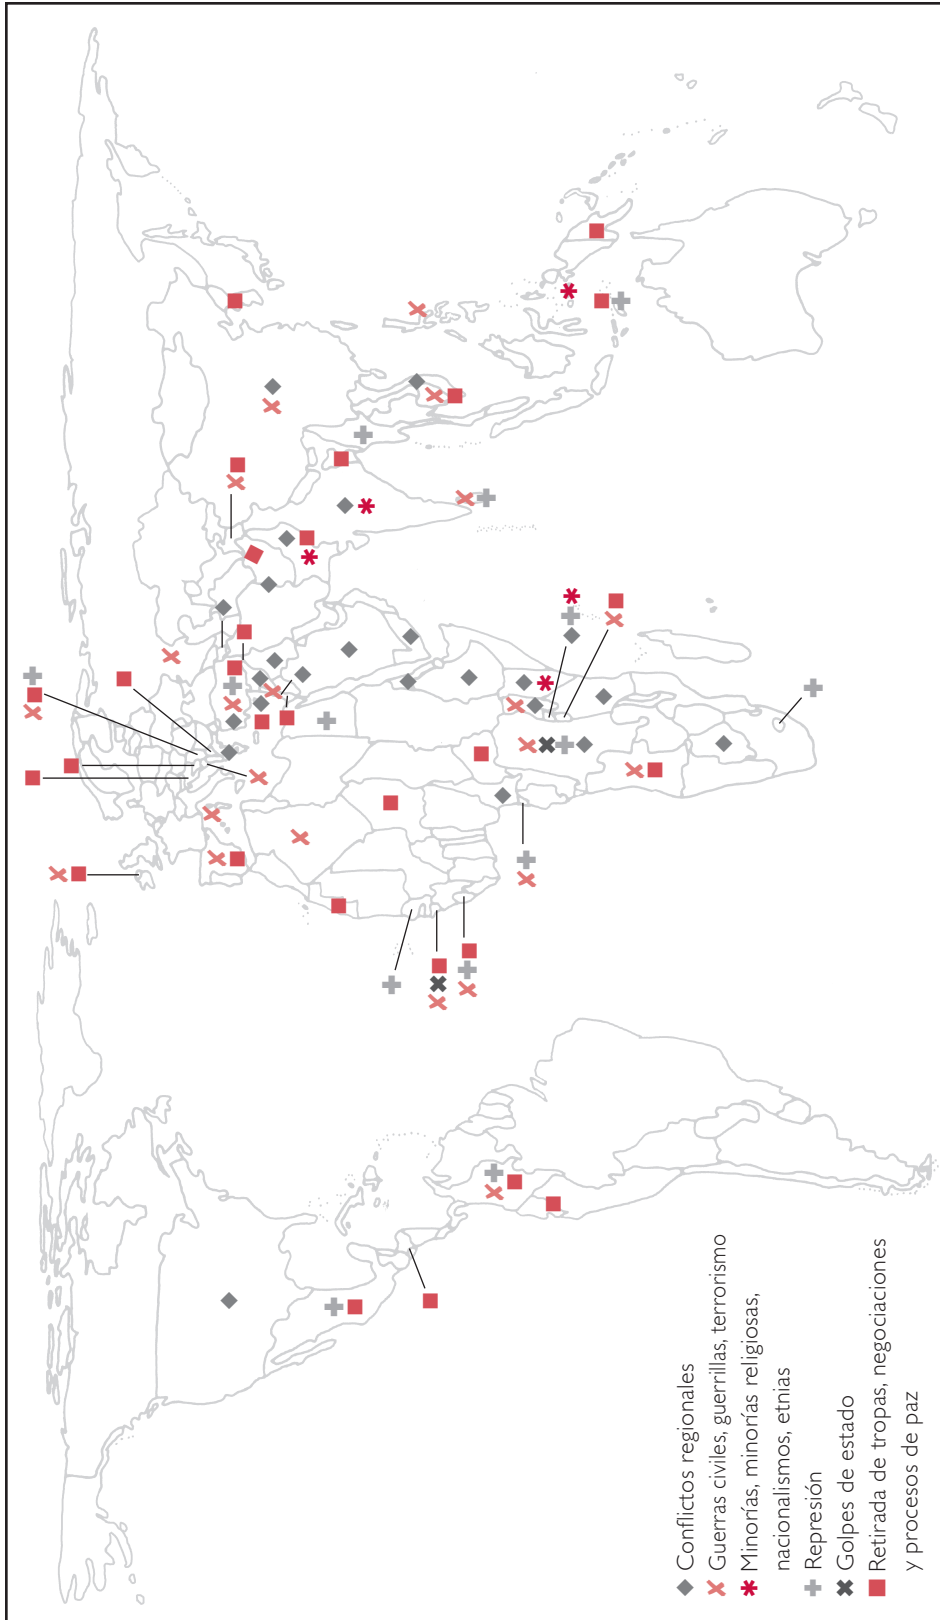 Conflictos regionales
Guerras civiles, guerrillas, terrorismo
Minorías, minorías religiosas,
nacionalismos, etnias
Represión
Golpes de estado
Retirada de tropas, negociaciones
y procesos de paz